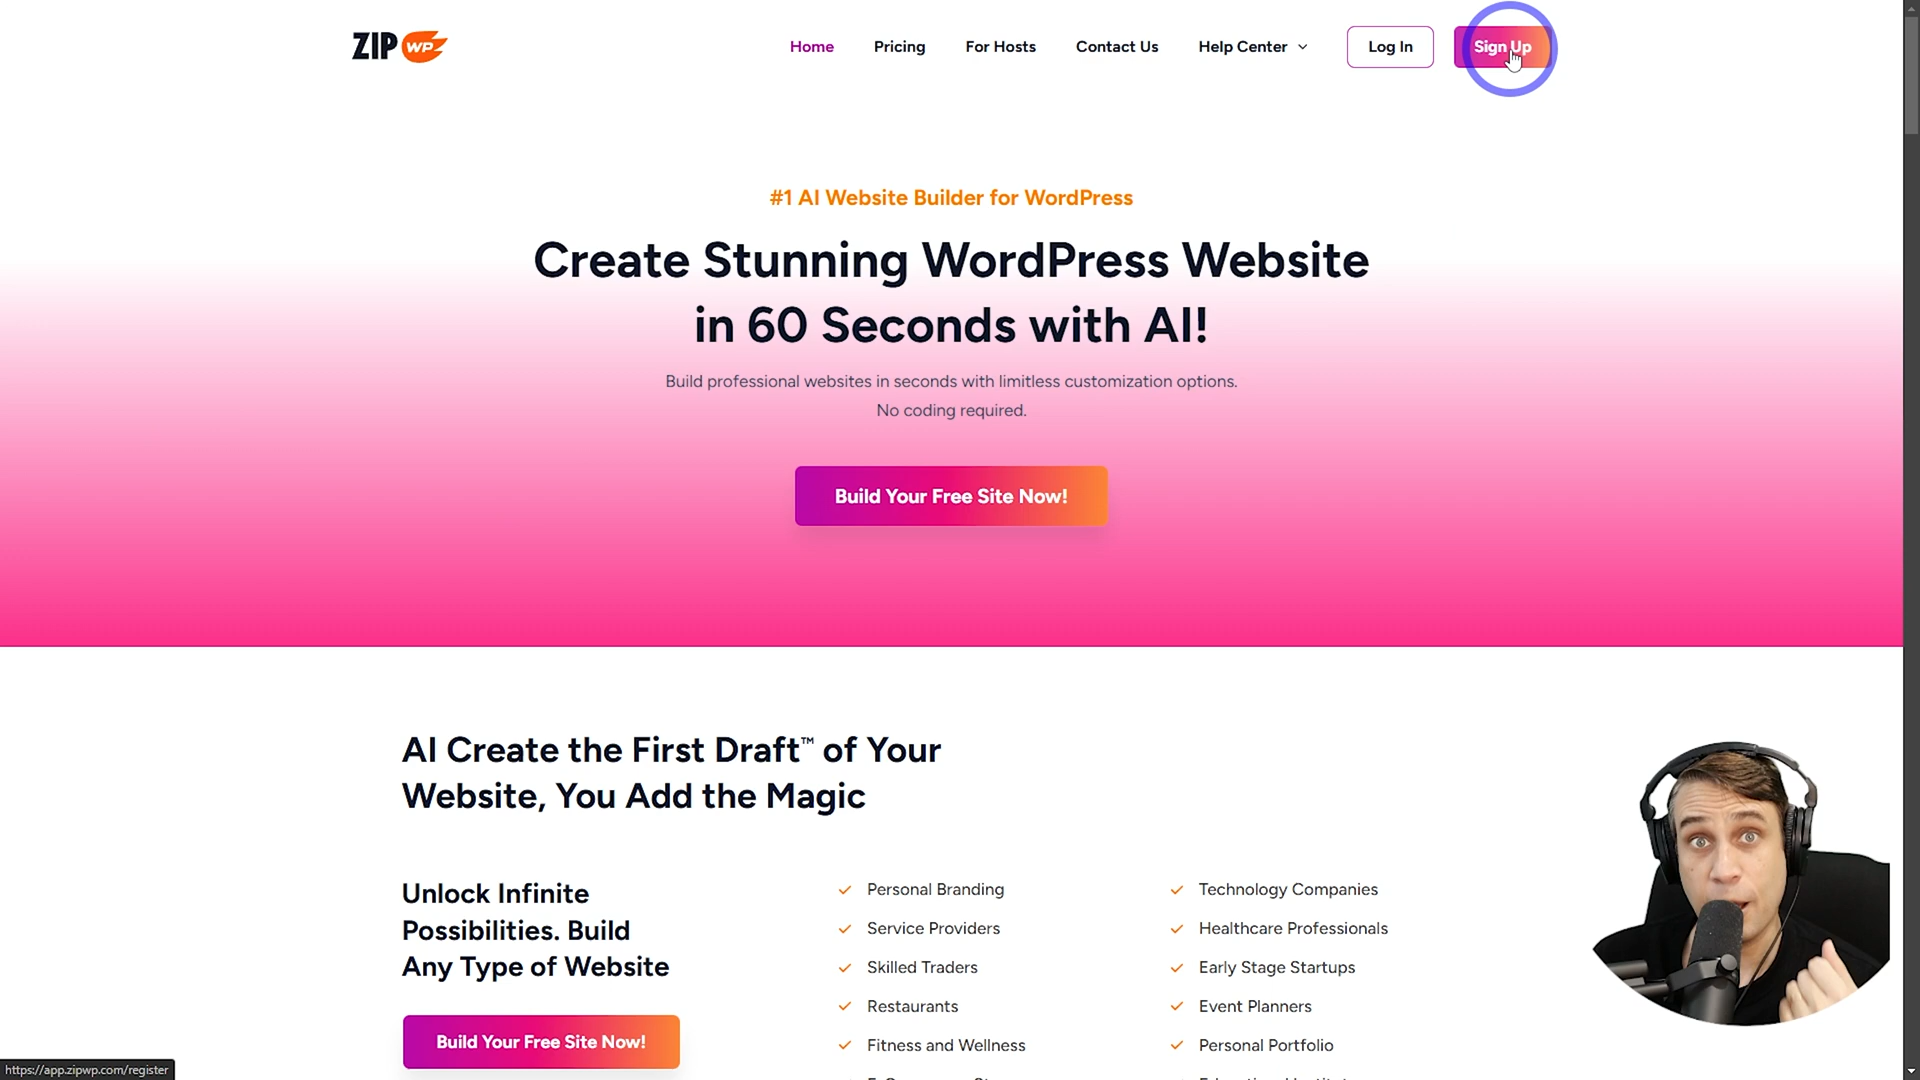 ZIP WP
Home
Pricing
For Hosts
Contact Us
Help Center
Log In
Sign Up
#1 AI Website Builder for WordPress
Create Stunning WordPress Website
in 60 Seconds with AI!
Build professional websites in seconds with limitless customization options.
No coding required.
Build Your Free Site Now!
AI Create the First Draft™ of Your
Website, You Add the Magic
Unlock Infinite
Possibilities. Build
Any Type of Website
Build Your Free Site Now!
Personal Branding
Service Providers
Skilled Traders
Restaurants
Fitness and Wellness
Technology Companies
Healthcare Professionals
Early Stage Startups
Event Planners
Personal Portfolio
https://app.zipwp.com/register